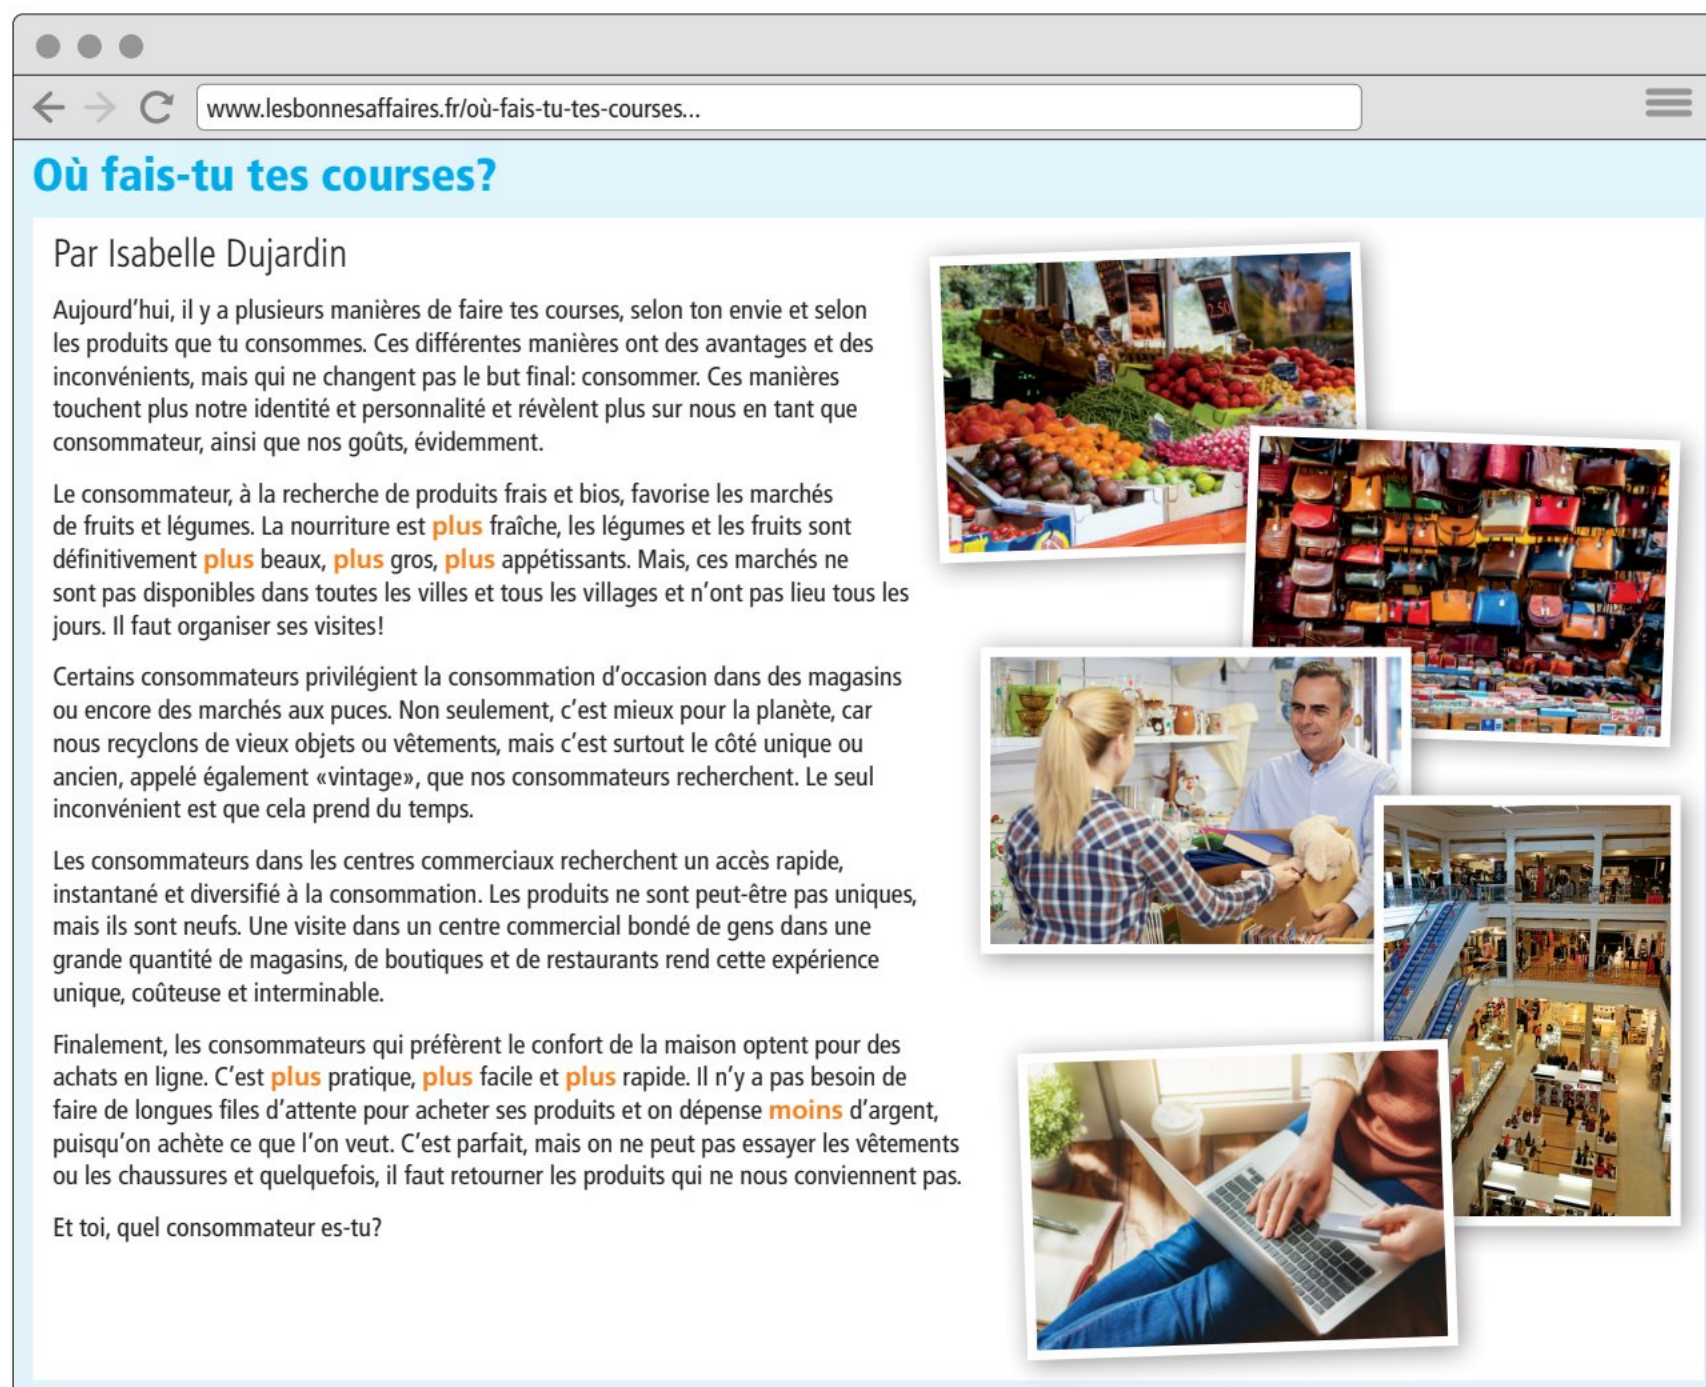 www.lesbonnesaffaires.fr/où-fais-tu-tes-courses...
Où fais-tu tes courses?
Par Isabelle Dujardin
Aujourd'hui, il y a plusieurs manières de faire tes courses, selon ton envie et selon
les produits que tu consommes. Ces différentes manières ont des avantages et des
inconvénients, mais qui ne changent pas le but final: consommer. Ces manières
touchent plus notre identité et personnalité et révèlent plus sur nous en tant que
consommateur, ainsi que nos goûts, évidemment.
Le consommateur, à la recherche de produits frais et bios, favorise les marchés
de fruits et légumes. La nourriture est plus fraîche, les légumes et les fruits sont
définitivement plus beaux, plus gros, plus appétissants. Mais, ces marchés ne
sont pas disponibles dans toutes les villes et tous les villages et n'ont pas lieu tous les
jours. Il faut organiser ses visites!
Certains consommateurs privilégient la consommation d'occasion dans des magasins
ou encore des marchés aux puces. Non seulement, c'est mieux pour la planète, car
nous recyclons de vieux objets ou vêtements, mais c'est surtout le côté unique ou
ancien, appelé également «vintage», que nos consommateurs recherchent. Le seul
inconvénient est que cela prend du temps.
Les consommateurs dans les centres commerciaux recherchent un accès rapide,
instantané et diversifié à la consommation. Les produits ne sont peut-être pas uniques,
mais ils sont neufs. Une visite dans un centre commercial bondé de gens dans une
grande quantité de magasins, de boutiques et de restaurants rend cette expérience
unique, coûteuse et interminable.
Finalement, les consommateurs qui préfèrent le confort de la maison optent pour des
achats en ligne. C'est plus pratique, plus facile et plus rapide. Il n'y a pas besoin de
faire de longues files d'attente pour acheter ses produits et on dépense moins d'argent,
puisqu'on achète ce que l'on veut. C'est parfait, mais on ne peut pas essayer les vêtements
ou les chaussures et quelquefois, il faut retourner les produits qui ne nous conviennent pas.
Et toi, quel consommateur es-tu?
2.50